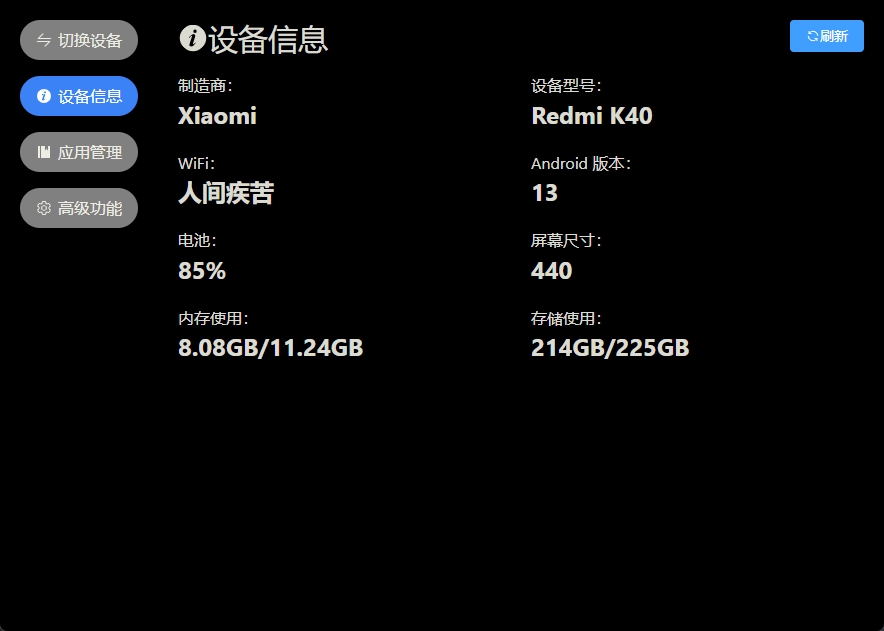 切换设备
设备信息
应用管理
高级功能
设备信息
刷新
制造商:
Xiaomi
设备型号:
Redmi K40
WiFi:
人间疾苦
Android 版本:
13
电池:
85%
屏幕尺寸:
440
内存使用:
8.08GB/11.24GB
存储使用:
214GB/225GB